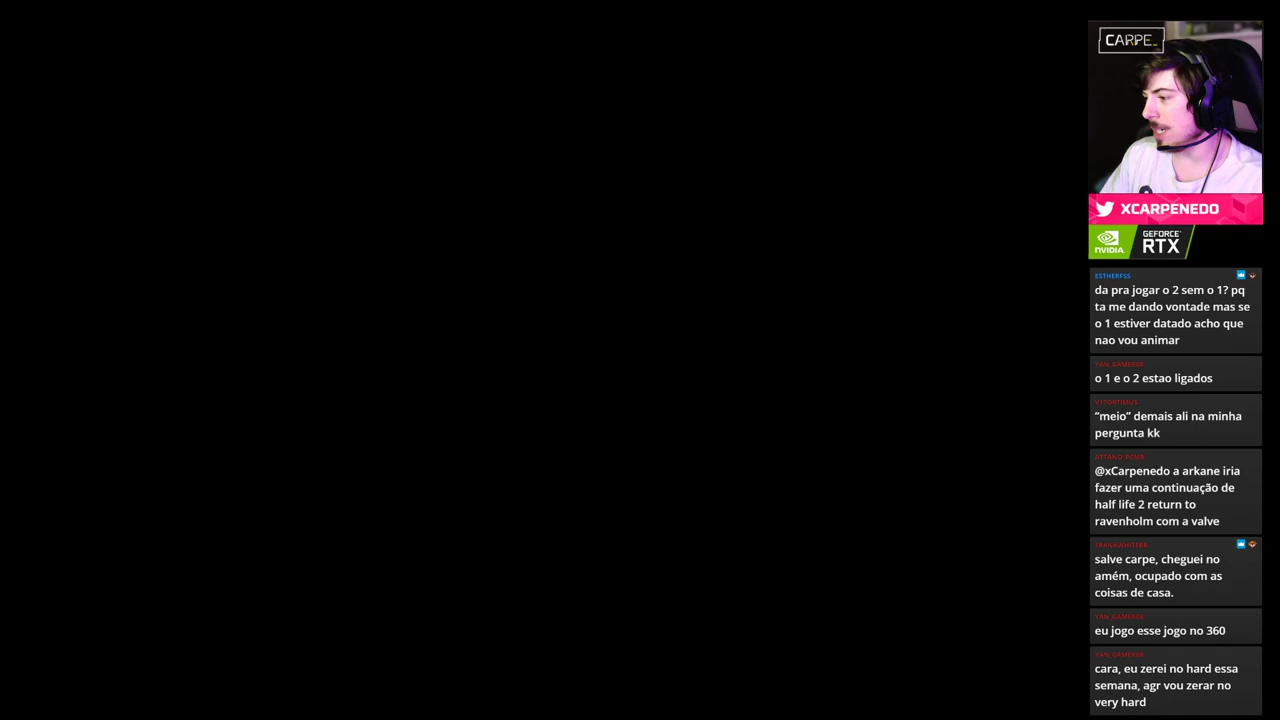 CARPE_
XCARPENEDO
NVIDIA
GEFORCE
RTX
ESTHERFSS
da pra jogar o 2 sem o 1? pq
ta me dando vontade mas se
o 1 estiver datado acho que
nao vou animar
o 1 e o 2 estao ligados
“meio” demais ali na minha
pergunta kk
@xCarpenedo a arkane iria
fazer uma continuação de
half life 2 return to
ravenholm com a valve
salve carpe, cheguei no
amém, ocupado com as
coisas de casa.
eu jogo esse jogo no 360
cara, eu zerei no hard essa
semana, agr vou zerar no
very hard